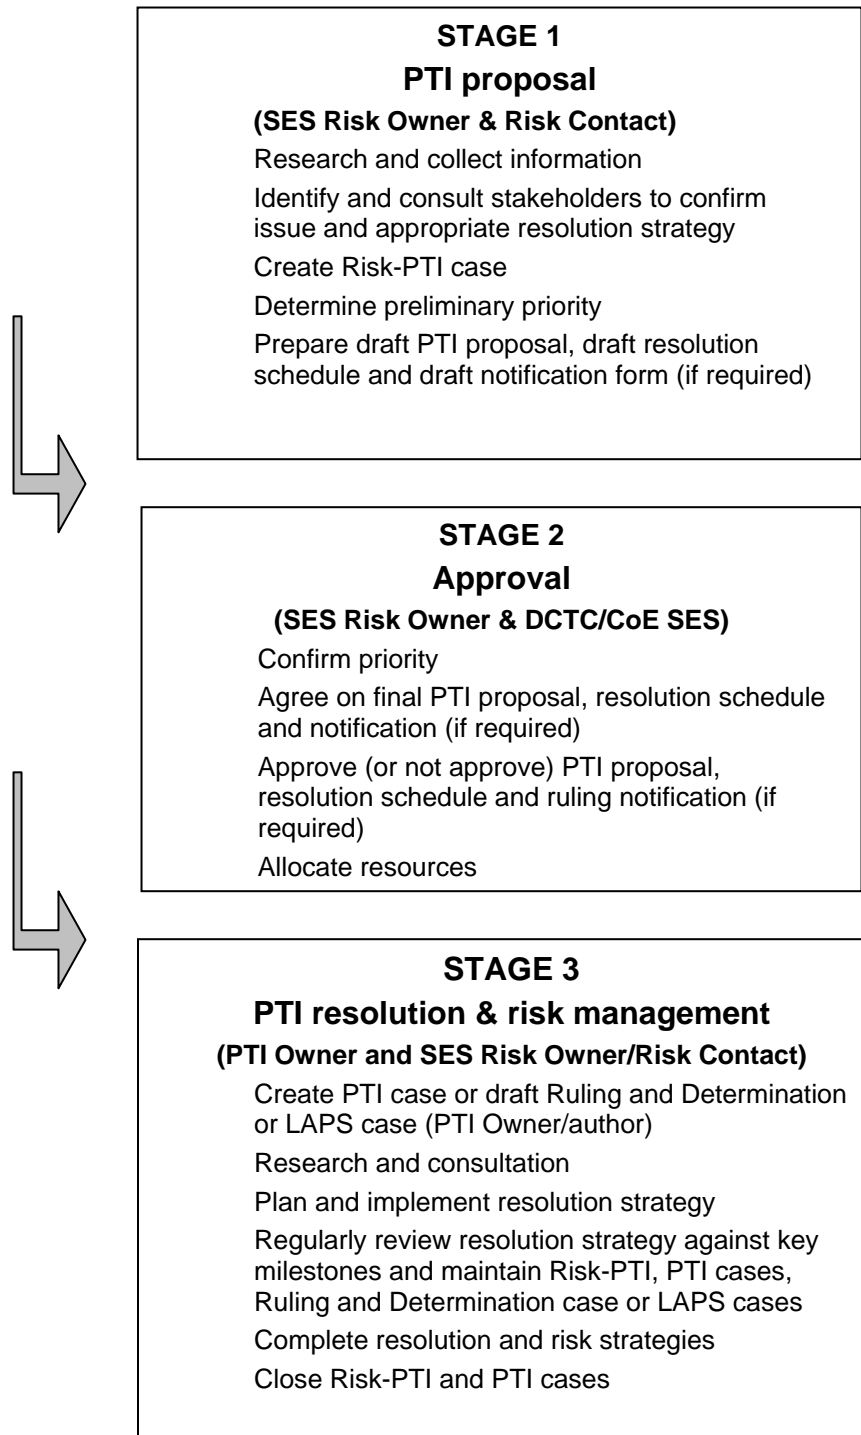 STAGE 1
PTI proposal
(SES Risk Owner & Risk Contact)
Research and collect information
Identify and consult stakeholders to confirm
issue and appropriate resolution strategy
Create Risk-PTI case
Determine preliminary priority
Prepare draft PTI proposal, draft resolution
schedule and draft notification form (if required)
STAGE 2
Approval
(SES Risk Owner & DCTC/CoE SES)
Confirm priority
Agree on final PTI proposal, resolution schedule
and notification (if required)
Approve (or not approve) PTI proposal,
resolution schedule and ruling notification (if
required)
Allocate resources
STAGE 3
PTI resolution & risk management
(PTI Owner and SES Risk Owner/Risk Contact)
Create PTI case or draft Ruling and Determination
or LAPS case (PTI Owner/author)
Research and consultation
Plan and implement resolution strategy
Regularly review resolution strategy against key
milestones and maintain Risk-PTI, PTI cases,
Ruling and Determination case or LAPS cases
Complete resolution and risk strategies
Close Risk-PTI and PTI cases